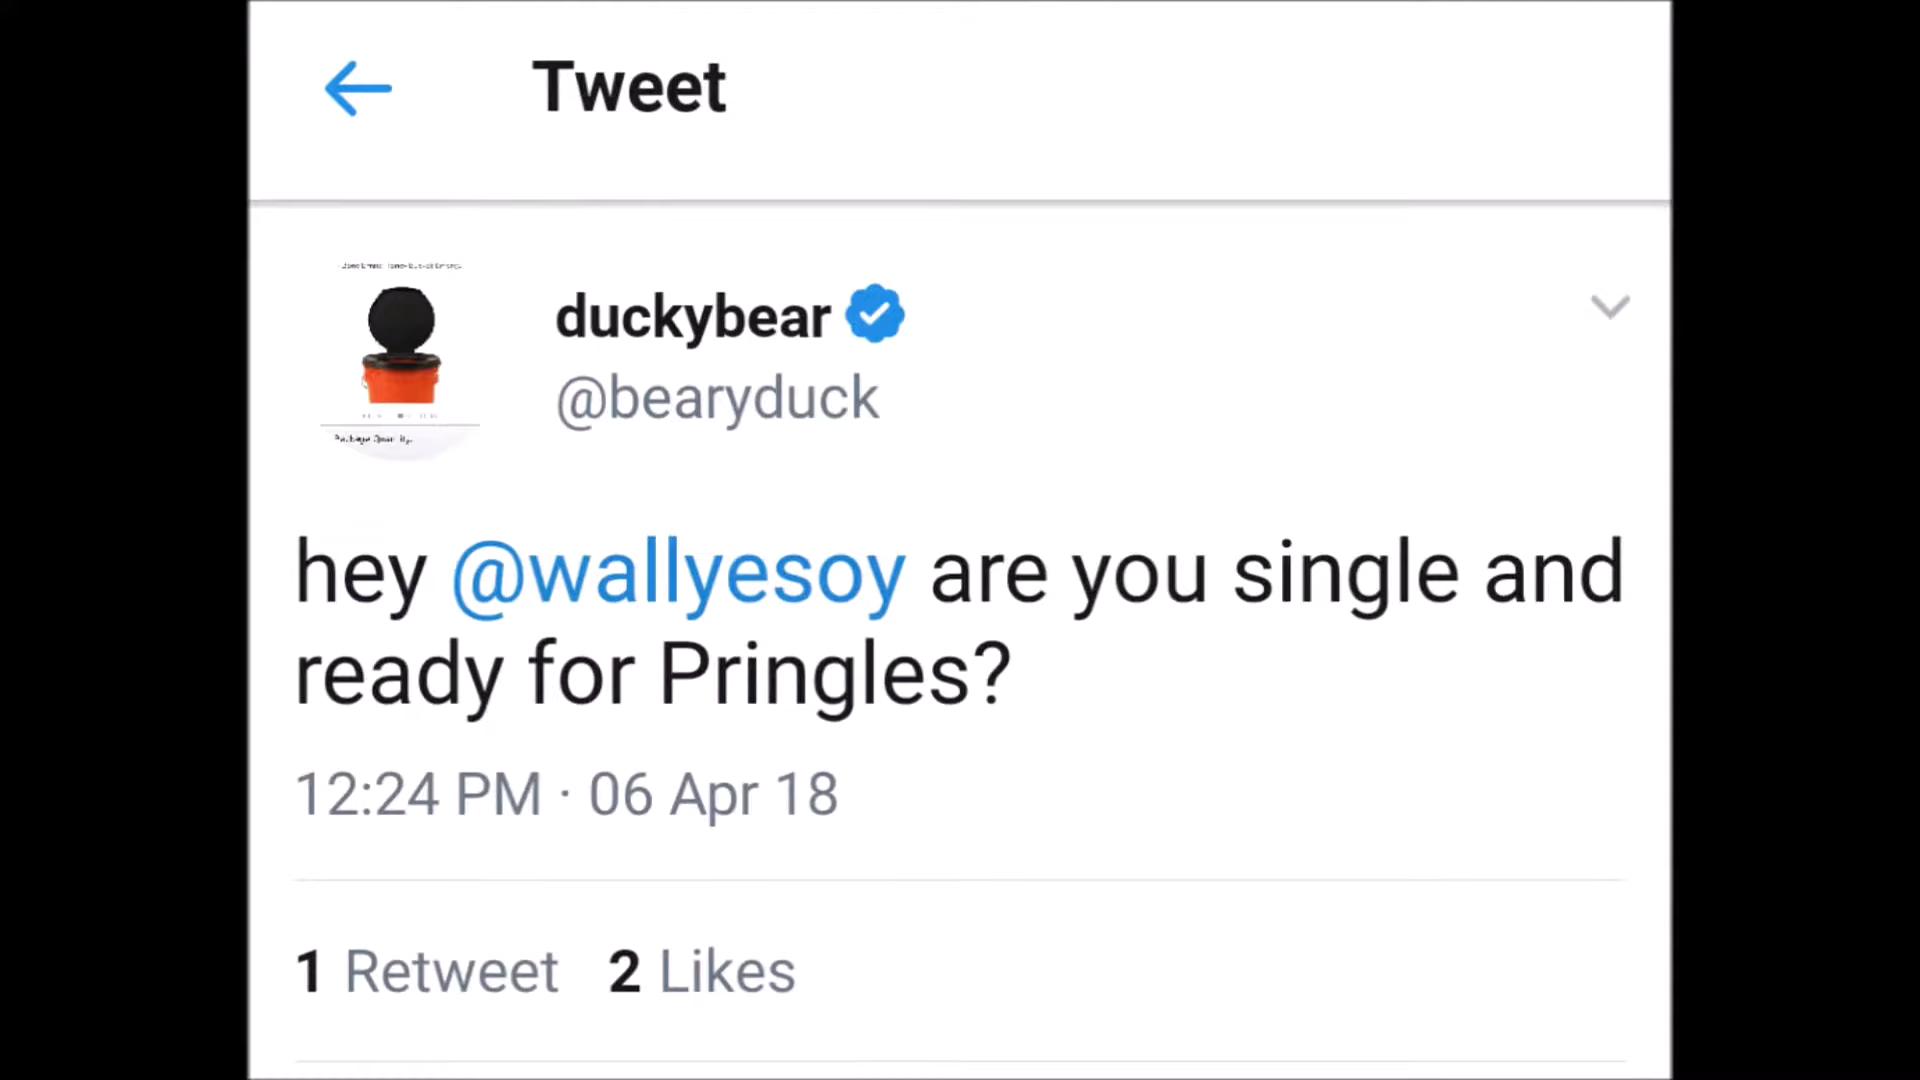 Tweet
duckybear
@bearyduck
hey @wallyesoy are you single and
ready for Pringles?
12:24 PM · 06 Apr 18
1 Retweet 2 Likes